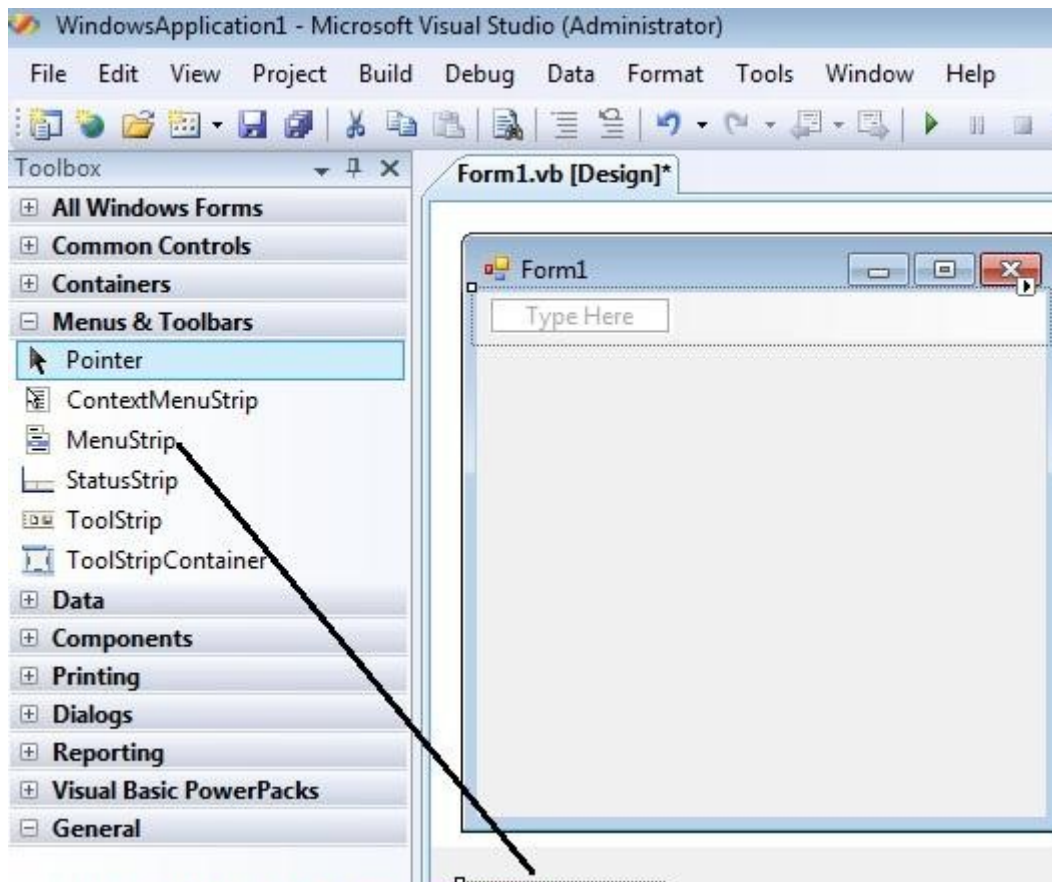 WindowsApplication1 - Microsoft Visual Studio (Administrator)
File Edit View Project Build Debug Data Format Tools Window Help
Toolbox
Form1.vb [Design]*
All Windows Forms
Common Controls
Containers
Menus & Toolbars
Pointer
ContextMenuStrip
MenuStrip
StatusStrip
ToolStrip
ToolStripContainer
Data
Components
Printing
Dialogs
Reporting
Visual Basic PowerPacks
General
Form1
Type Here